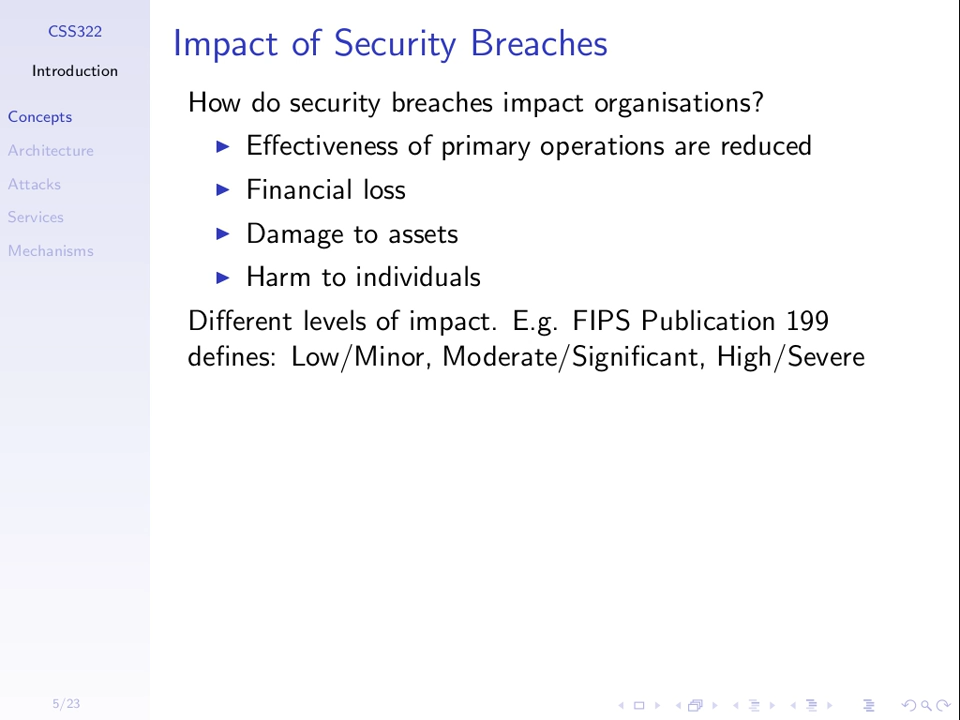 CSS322
Introduction
Concepts
Architecture
Attacks
Services
Mechanisms
Impact of Security Breaches
How do security breaches impact organisations?
Effectiveness of primary operations are reduced
Financial loss
Damage to assets
Harm to individuals
Different levels of impact. E.g. FIPS Publication 199
defines: Low/Minor, Moderate/Significant, High/Severe
5/23